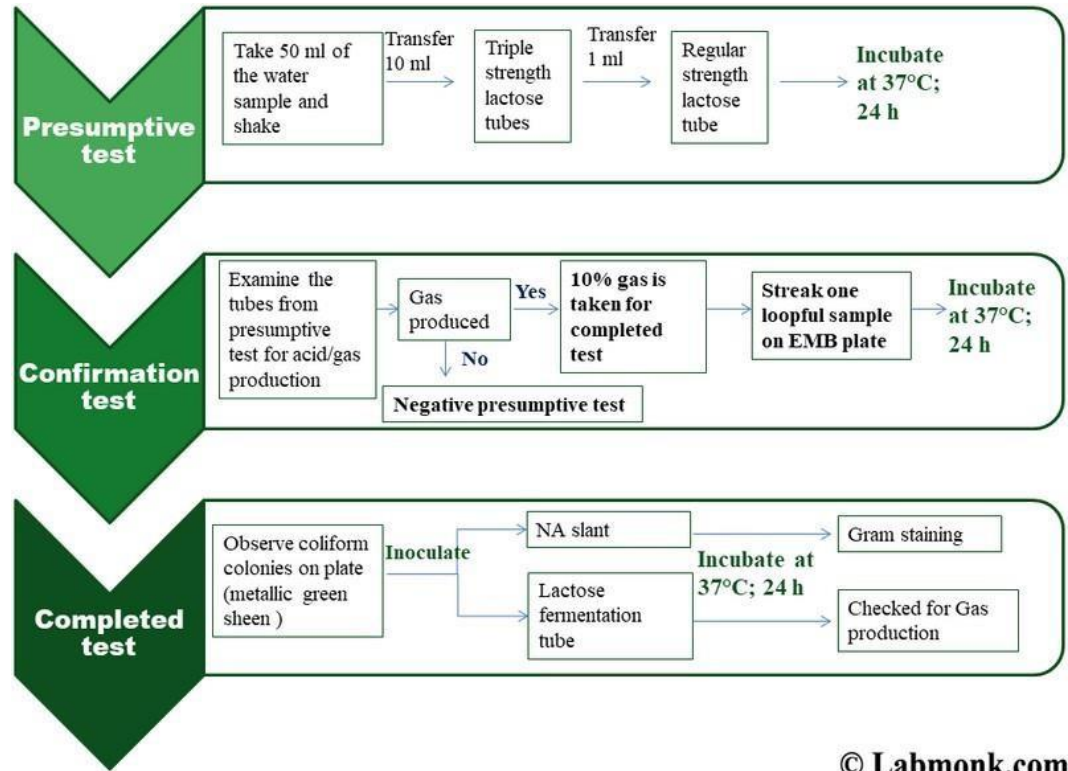 Presumptive
test
Take 50 ml of
the water
sample and
shake
Transfer
10 ml
Triple
strength
lactose
tubes
Transfer
1 ml
Regular
strength
lactose
tube
Incubate
at 37°C;
24 h
Confirmation
test
Examine the
tubes from
presumptive
test for acid/gas
production
Gas
produced
Yes
No
Negative presumptive test
10% gas is
taken for
completed
test
Streak one
loopful sample
on EMB plate
Incubate
at 37°C;
24 h
Completed
test
Observe coliform
colonies on plate
(metallic green
sheen )
Inoculate
NA slant
Lactose
fermentation
tube
Incubate at
37°C; 24 h
Gram staining
Checked for Gas
production
© Labmonk.com